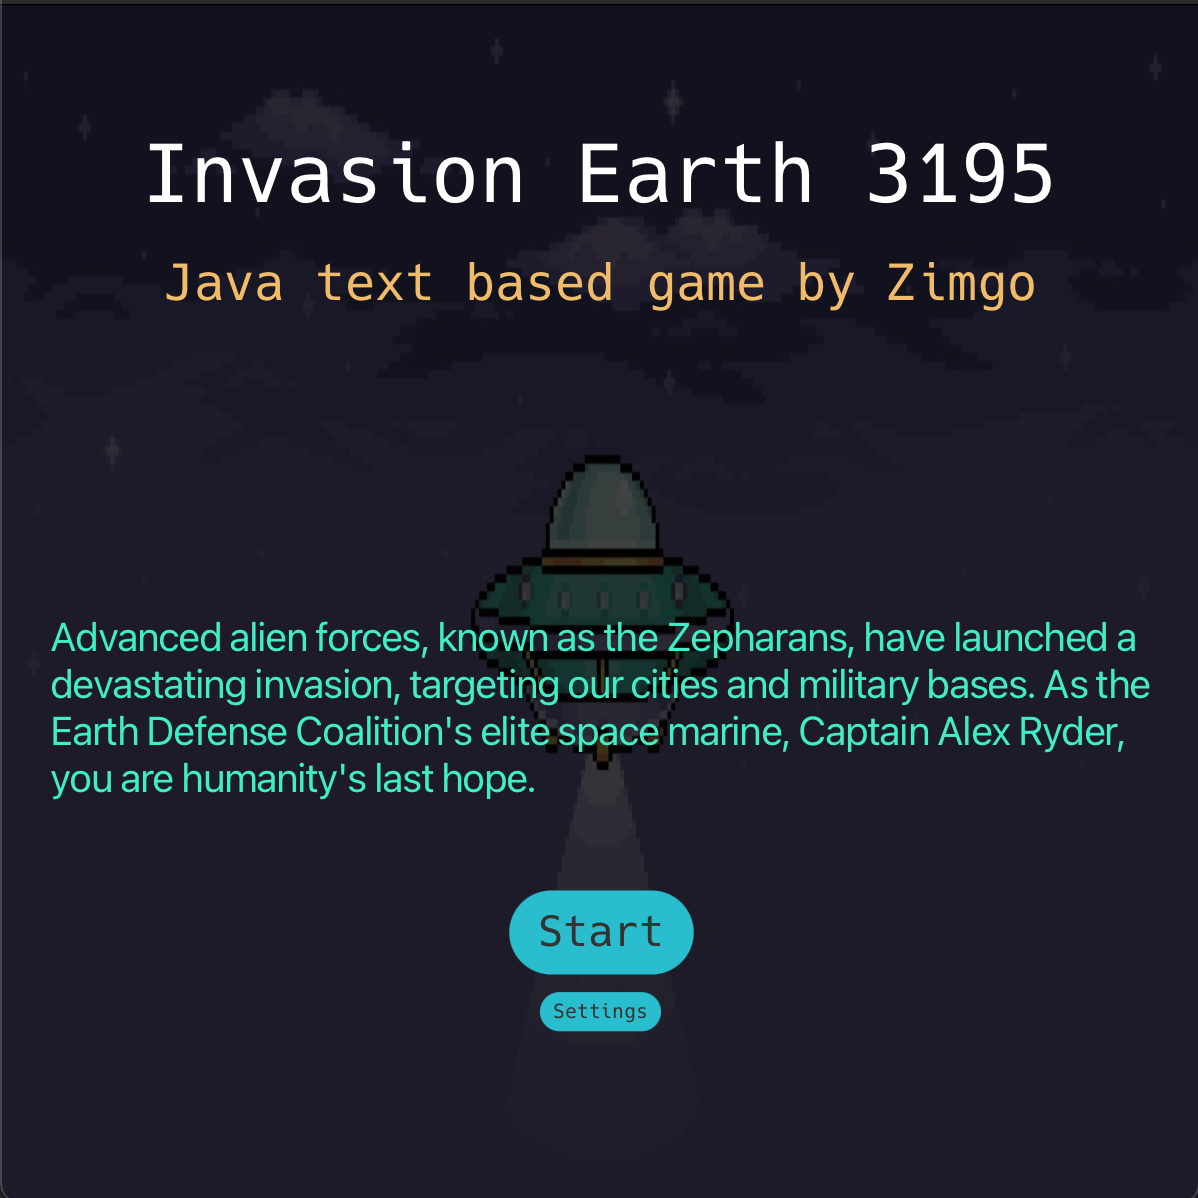 Invasion Earth 3195
Java text based game by Zimgo
Advanced alien forces, known as the Zepharans, have launched a
devastating invasion, targeting our cities and military bases. As the
Earth Defense Coalition's elite space marine, Captain Alex Ryder,
you are humanity's last hope.
Start
Settings